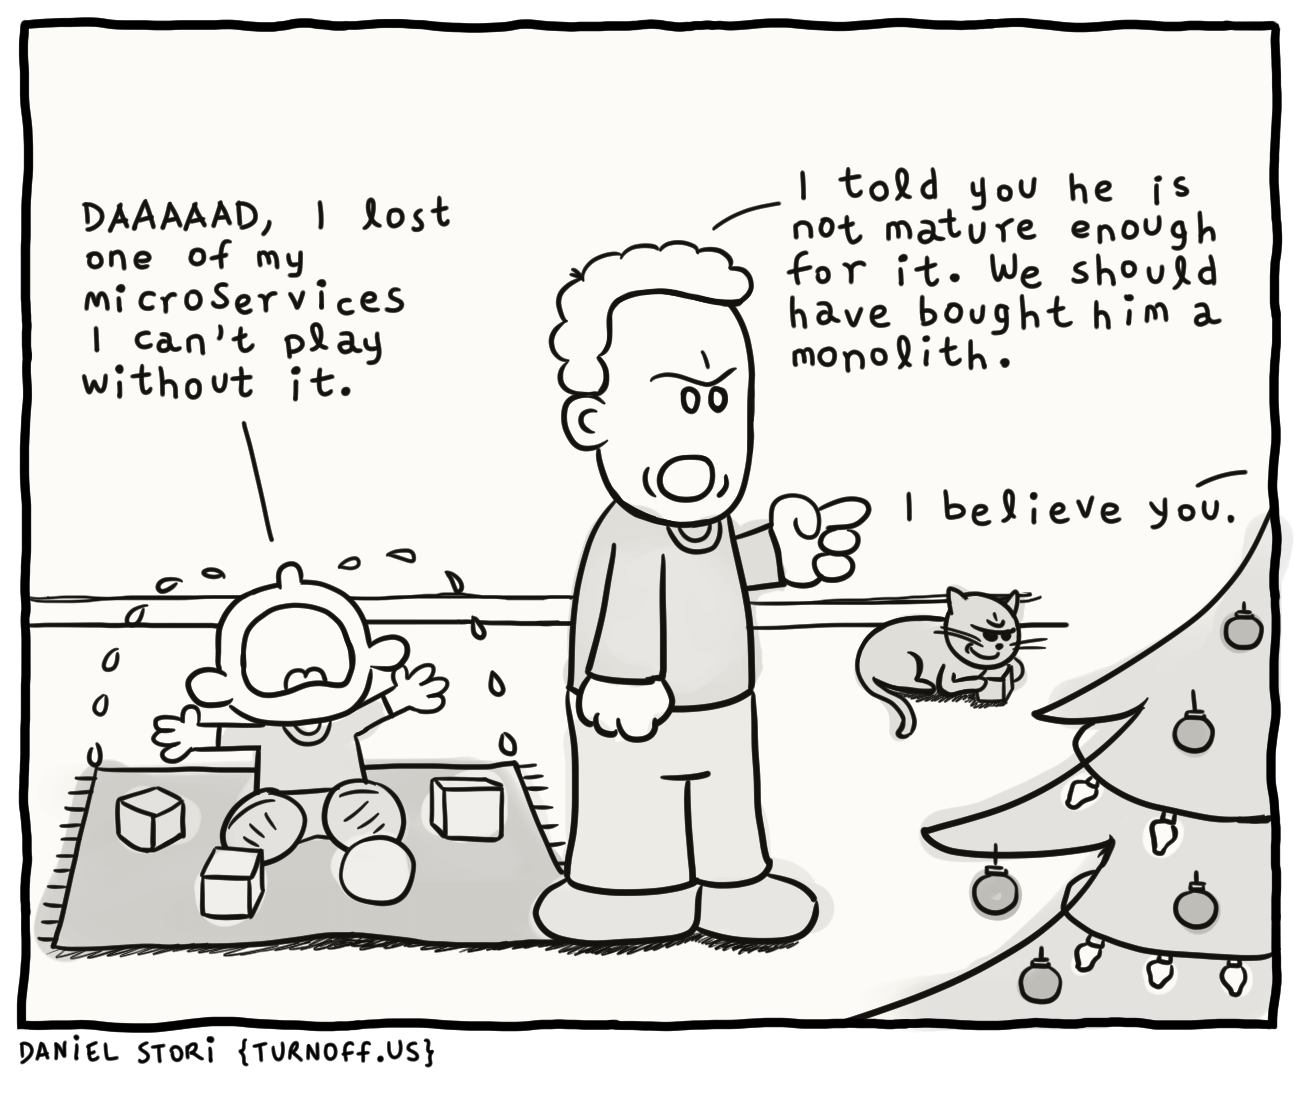 DAAAAAD, I lost
one of my
microservices
I can't play
without it.
I told you he is
not mature enough
for it. We should
have bought him a
monolith.
I believe you.
DANiEL STORi {TURNOFF.US}